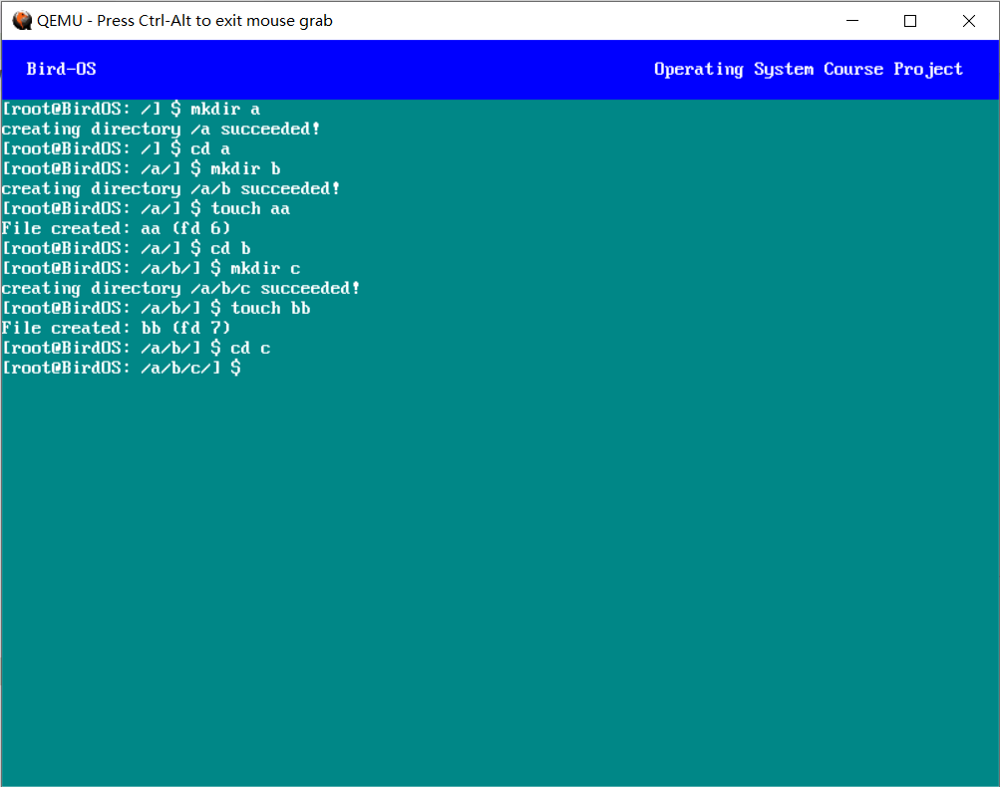 QEMU - Press Ctrl-Alt to exit mouse grab
Bird-OS Operating System Course Project
[root@BirdOS: /] $ mkdir a
creating directory /a succeeded!
[root@BirdOS: /] $ cd a
[root@BirdOS: /a/] $ mkdir b
creating directory /a/b succeeded!
[root@BirdOS: /a/] $ touch aa
File created: aa (fd 6)
[root@BirdOS: /a/] $ cd b
[root@BirdOS: /a/b/] $ mkdir c
creating directory /a/b/c succeeded!
[root@BirdOS: /a/b/] $ touch bb
File created: bb (fd 7)
[root@BirdOS: /a/b/] $ cd c
[root@BirdOS: /a/b/c/] $